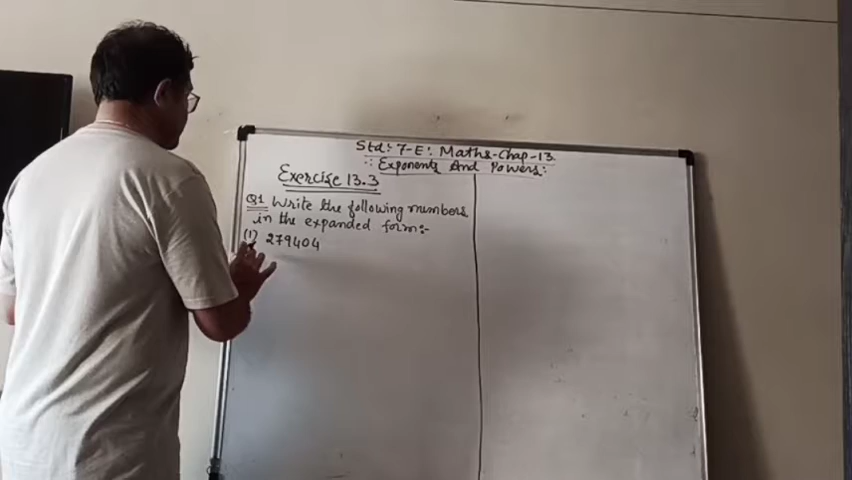 Std:- 7-E: Maths-Chap-13
:- Exponents And Powers:-
Exercise 13.3
Q1 Write the following numbers
in the expanded form:-
(1) 279404